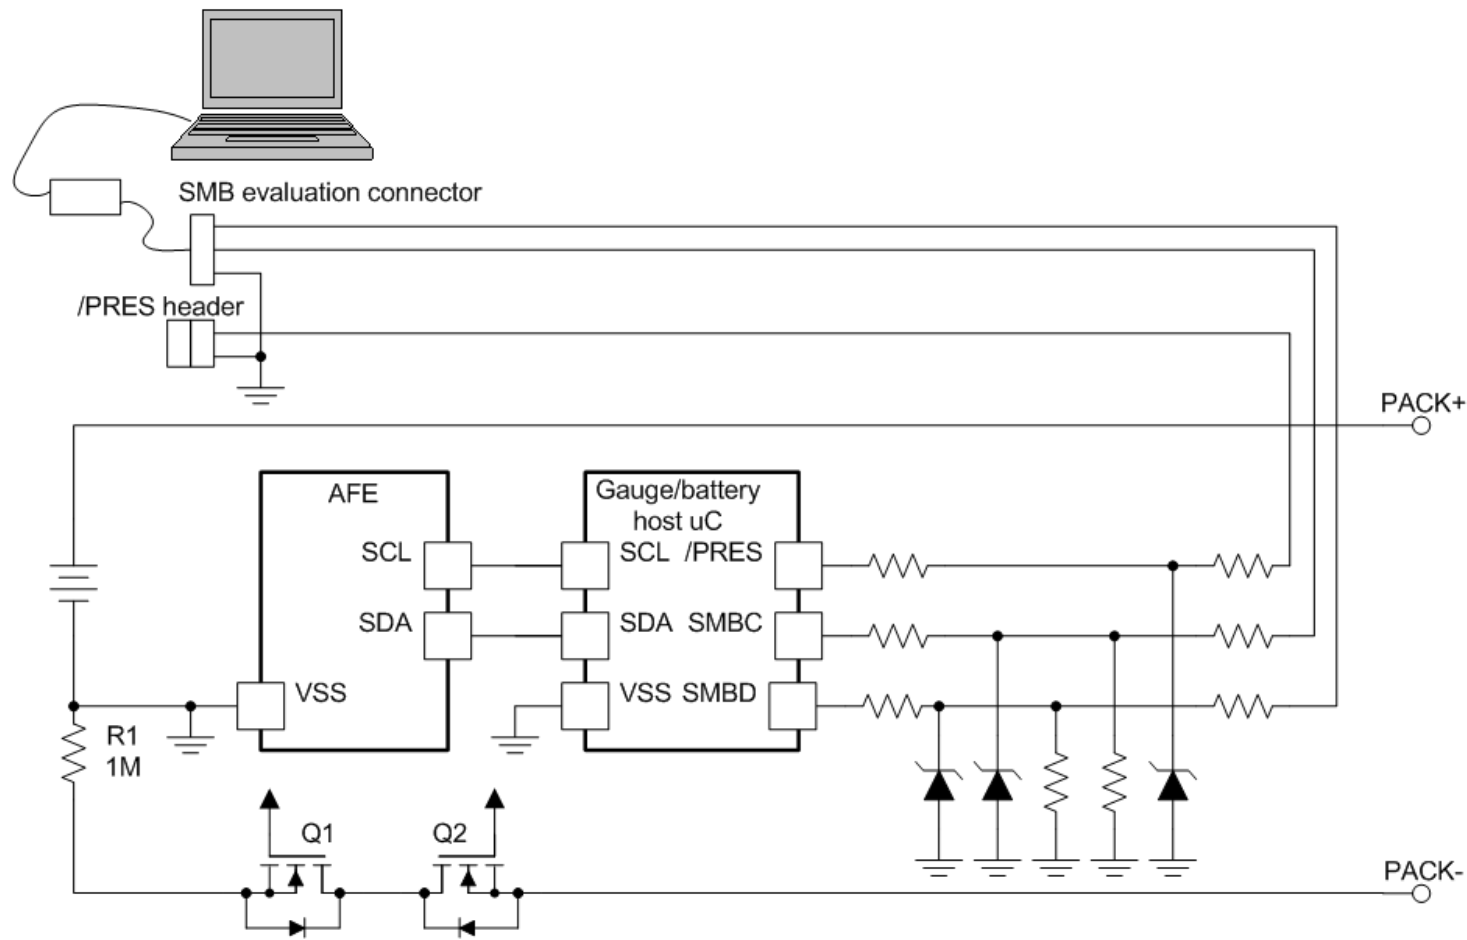 SMB evaluation connector
/PRES header
PACK+
AFE
Gauge/battery
host uC
SCL
SCL /PRES
SDA
SDA SMBC
VSS
VSS SMBD
R1
1M
Q1
Q2
PACK-